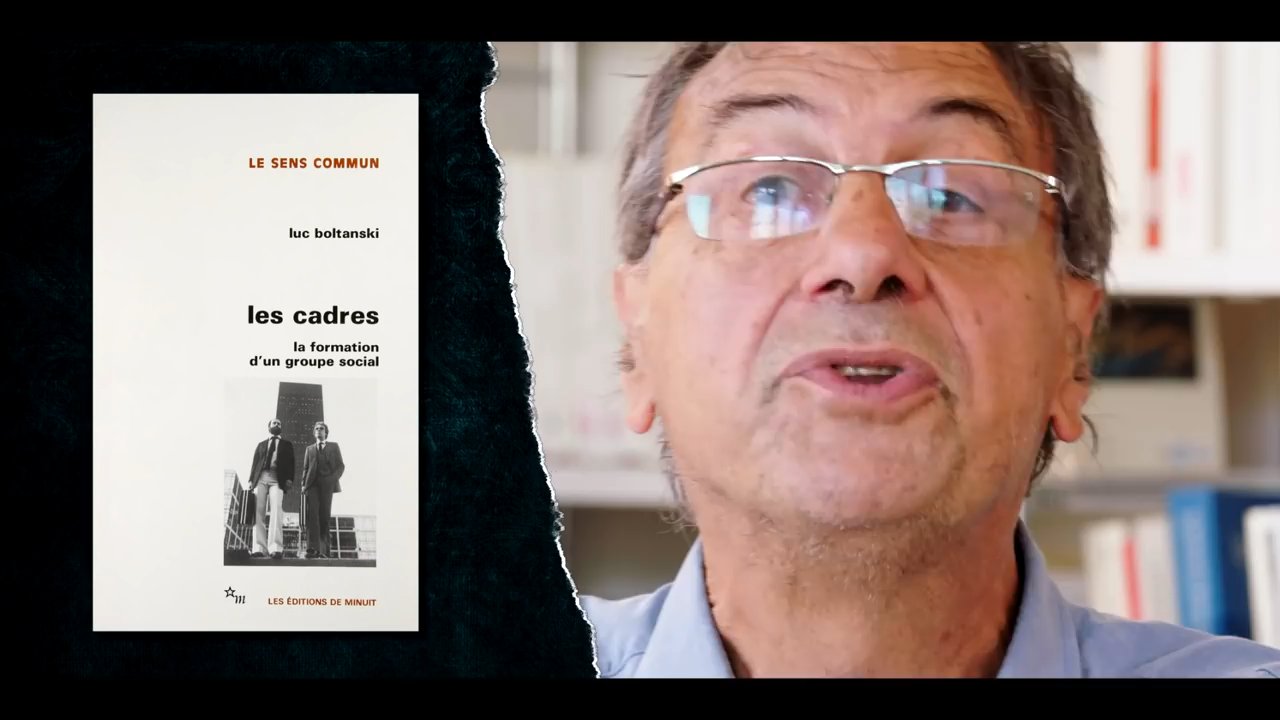 LE SENS COMMUN
luc boltanski
les cadres
la formation
d'un groupe social
m
LES ÉDITIONS DE MINUIT